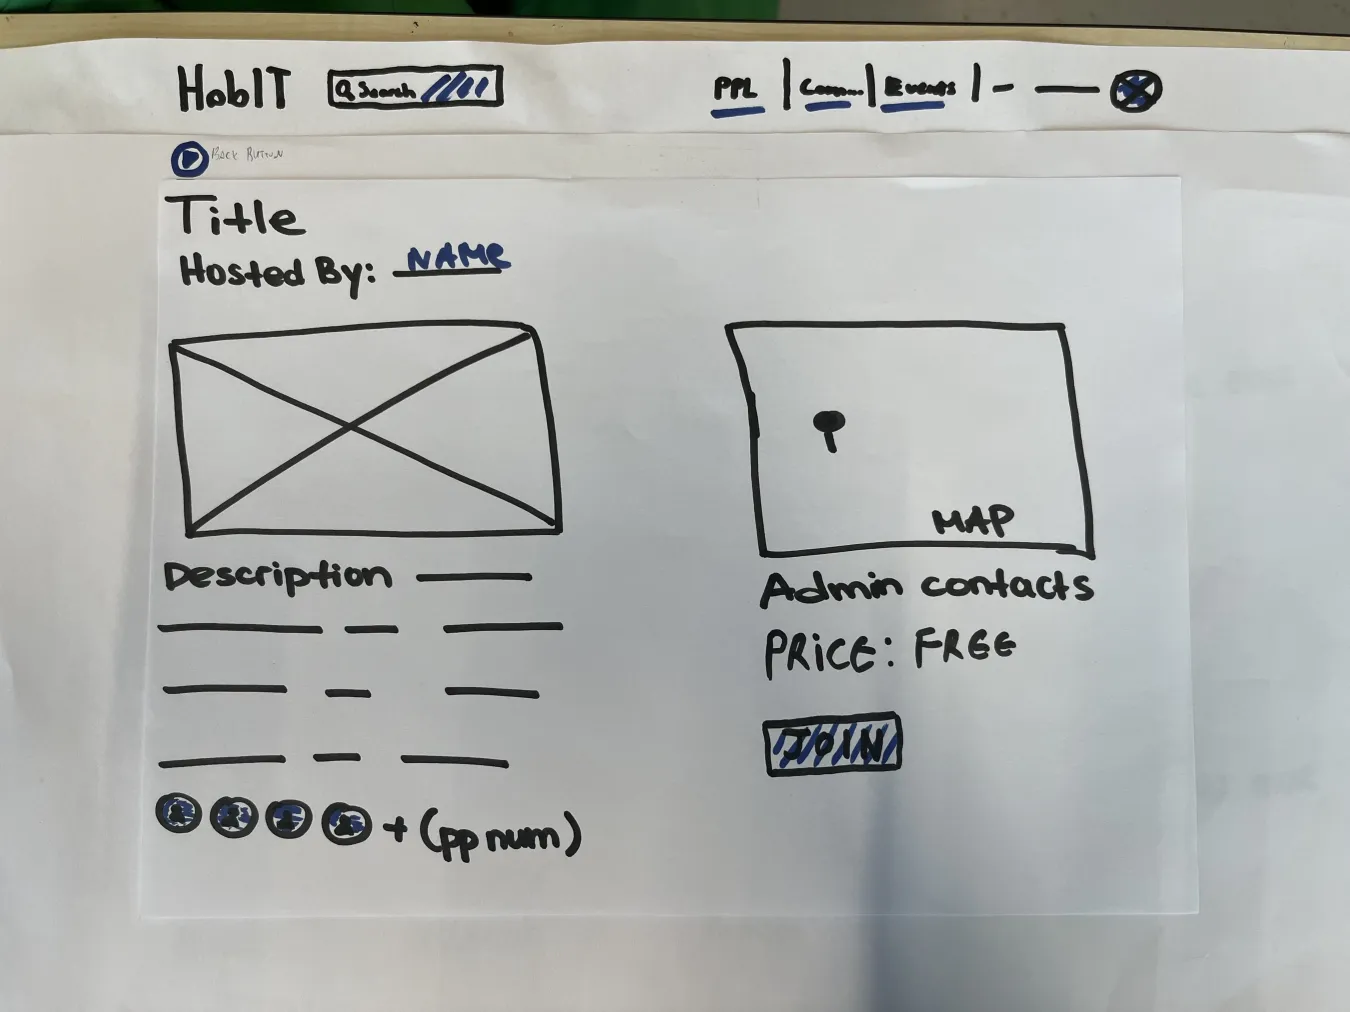 HobIT Search PPL Comm... Events
BACK BUTTON
Title
Hosted By: NAME
MAP
Description
Admin contacts
PRICE: FREE
JOIN
+ (pp num)